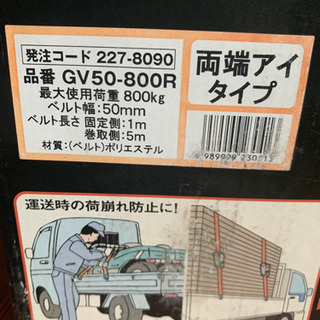 発注コード 227-8090
品番 GV50-800R
最大使用荷重 800kg
ベルト幅:50mm
ベルト長さ 固定側:1m
巻取側:5m
材質:(ベルト)ポリエステル
両端アイ
タイプ
運送時の荷崩れ防止に!